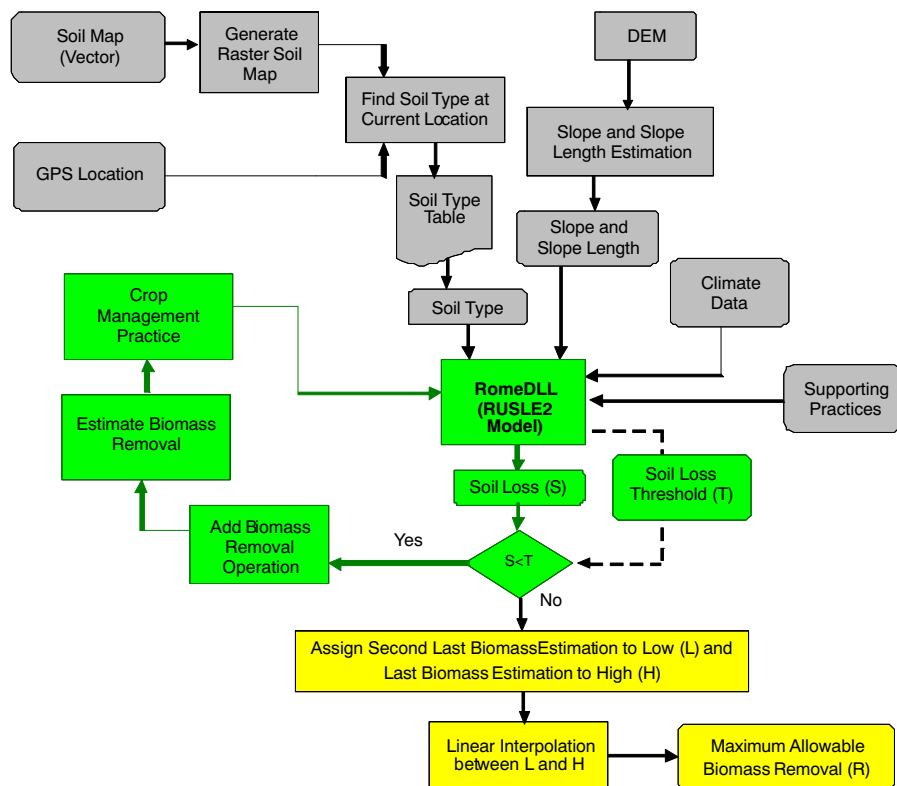 Soil Map
(Vector)
Generate
Raster Soil
Map
DEM
Find Soil Type at
Current Location
Slope and Slope
Length Estimation
GPS Location
Soil Type
Table
Slope and
Slope Length
Crop
Management
Practice
Soil Type
Climate
Data
RomeDLL
(RUSLE2
Model)
Supporting
Practices
Estimate Biomass
Removal
Soil Loss (S)
Soil Loss
Threshold (T)
Add Biomass
Removal
Operation
Yes
S<T
No
Assign Second Last BiomassEstimation to Low (L) and
Last Biomass Estimation to High (H)
Linear Interpolation
between L and H
Maximum Allowable
Biomass Removal (R)